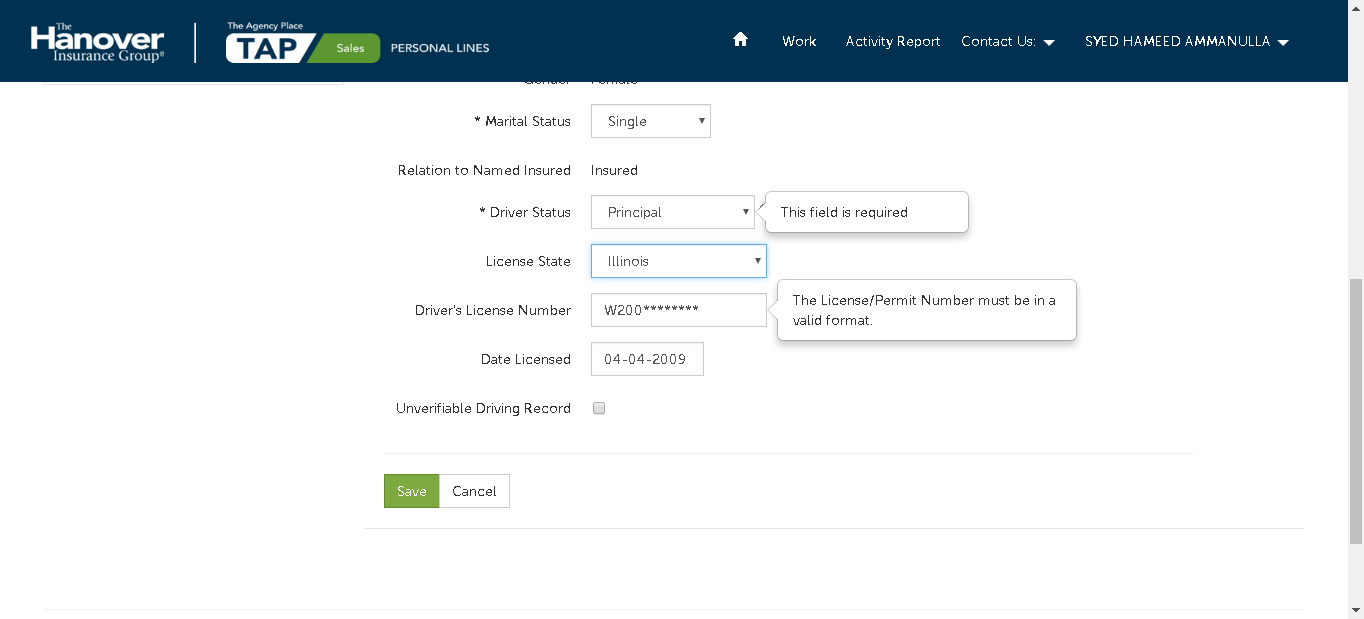 The
Hanover
Insurance Group®
The Agency Place
TAP Sales PERSONAL LINES
Work Activity Report Contact Us: SYED HAMEED AMMANULLA
Gender Female
* Marital Status Single
Relation to Named Insured Insured
* Driver Status Principal This field is required
License State Illinois
Driver's License Number W200******** The License/Permit Number must be in a
valid format.
Date Licensed 04-04-2009
Unverifiable Driving Record
Save Cancel